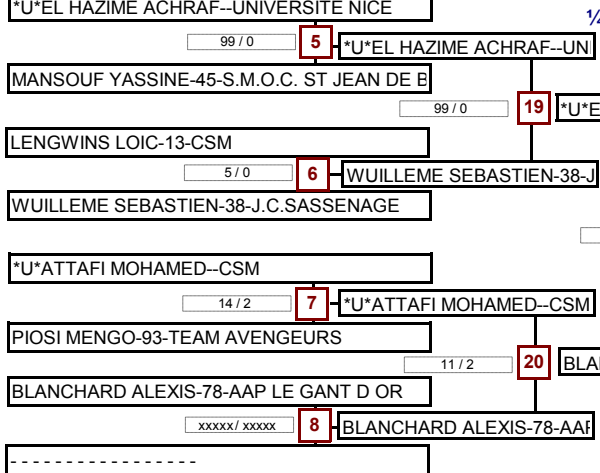 *U*EL HAZIME ACHRAF--UNIVERSITE NICE
99 / 0
5
*U*EL HAZIME ACHRAF--UNI
MANSOUF YASSINE-45-S.M.O.C. ST JEAN DE B
99 / 0
19
*U*E
LENGWINS LOIC-13-CSM
5 / 0
6
WUILLEME SEBASTIEN-38-J
WUILLEME SEBASTIEN-38-J.C.SASSENAGE
*U*ATTAFI MOHAMED--CSM
14 / 2
7
*U*ATTAFI MOHAMED--CSM
PIOSI MENGO-93-TEAM AVENGEURS
11 / 2
20
BLA
BLANCHARD ALEXIS-78-AAP LE GANT D OR
xxxxx/ xxxxx
8
BLANCHARD ALEXIS-78-AAP
- - - - - - - - - - - - - - - - -